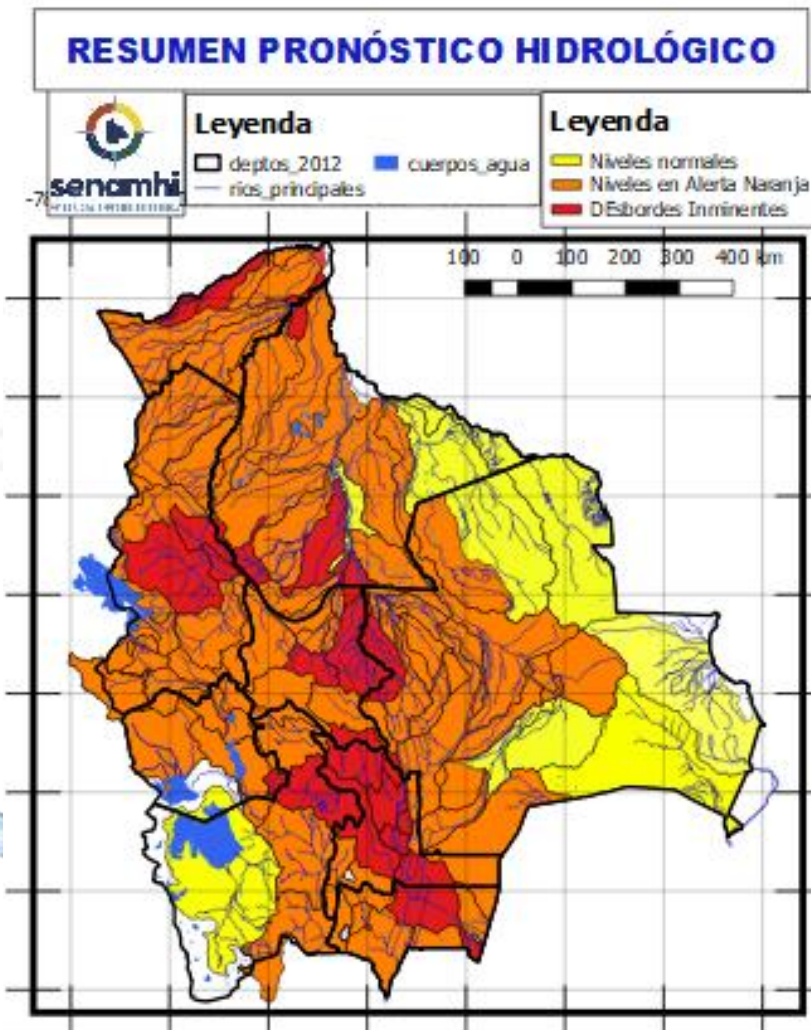 RESUMEN PRONÓSTICO HIDROLÓGICO
senamhi
Leyenda
deptos_2012
cuerpos_agua
rios_principales
Leyenda
Niveles normales
Niveles en Alerta Naranja
DEsbordes Inminentes
100 0 100 200 300 400 km